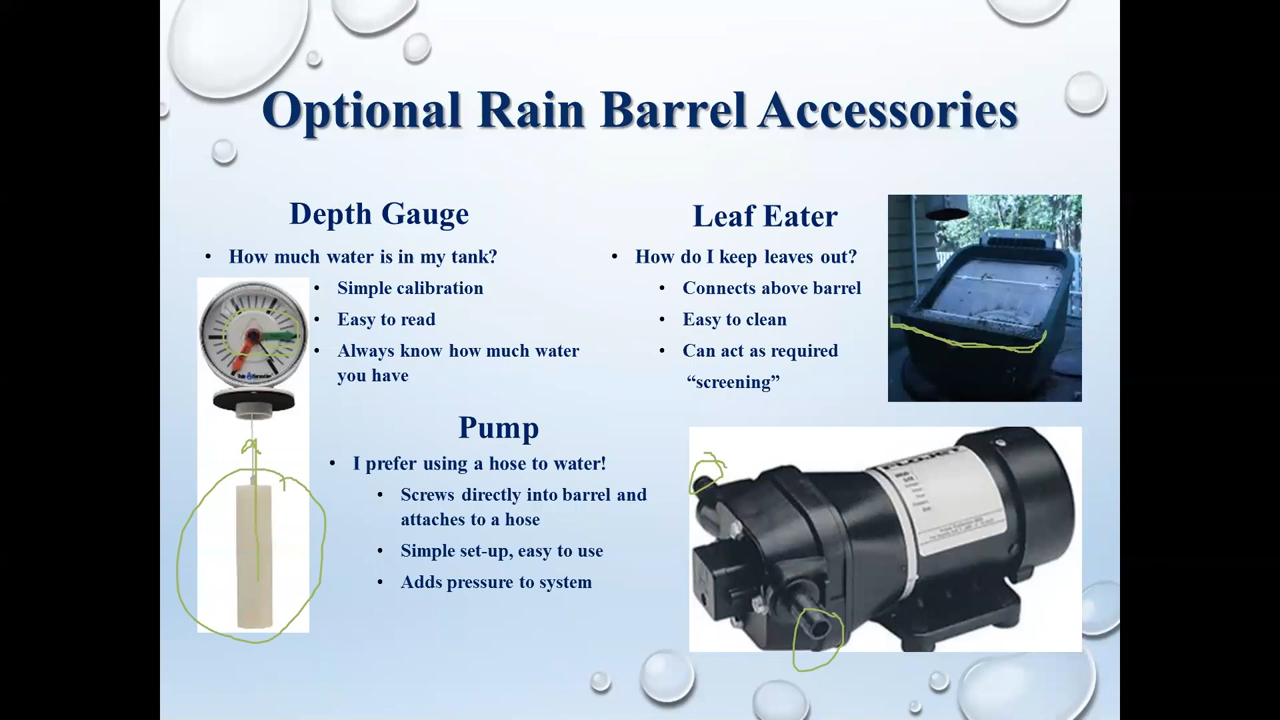 Optional Rain Barrel Accessories
Depth Gauge
• How much water is in my tank?
• Simple calibration
• Easy to read
• Always know how much water
you have
Leaf Eater
• How do I keep leaves out?
• Connects above barrel
• Easy to clean
• Can act as required
“screening”
Pump
• I prefer using a hose to water!
• Screws directly into barrel and
attaches to a hose
• Simple set-up, easy to use
• Adds pressure to system
FLOJET